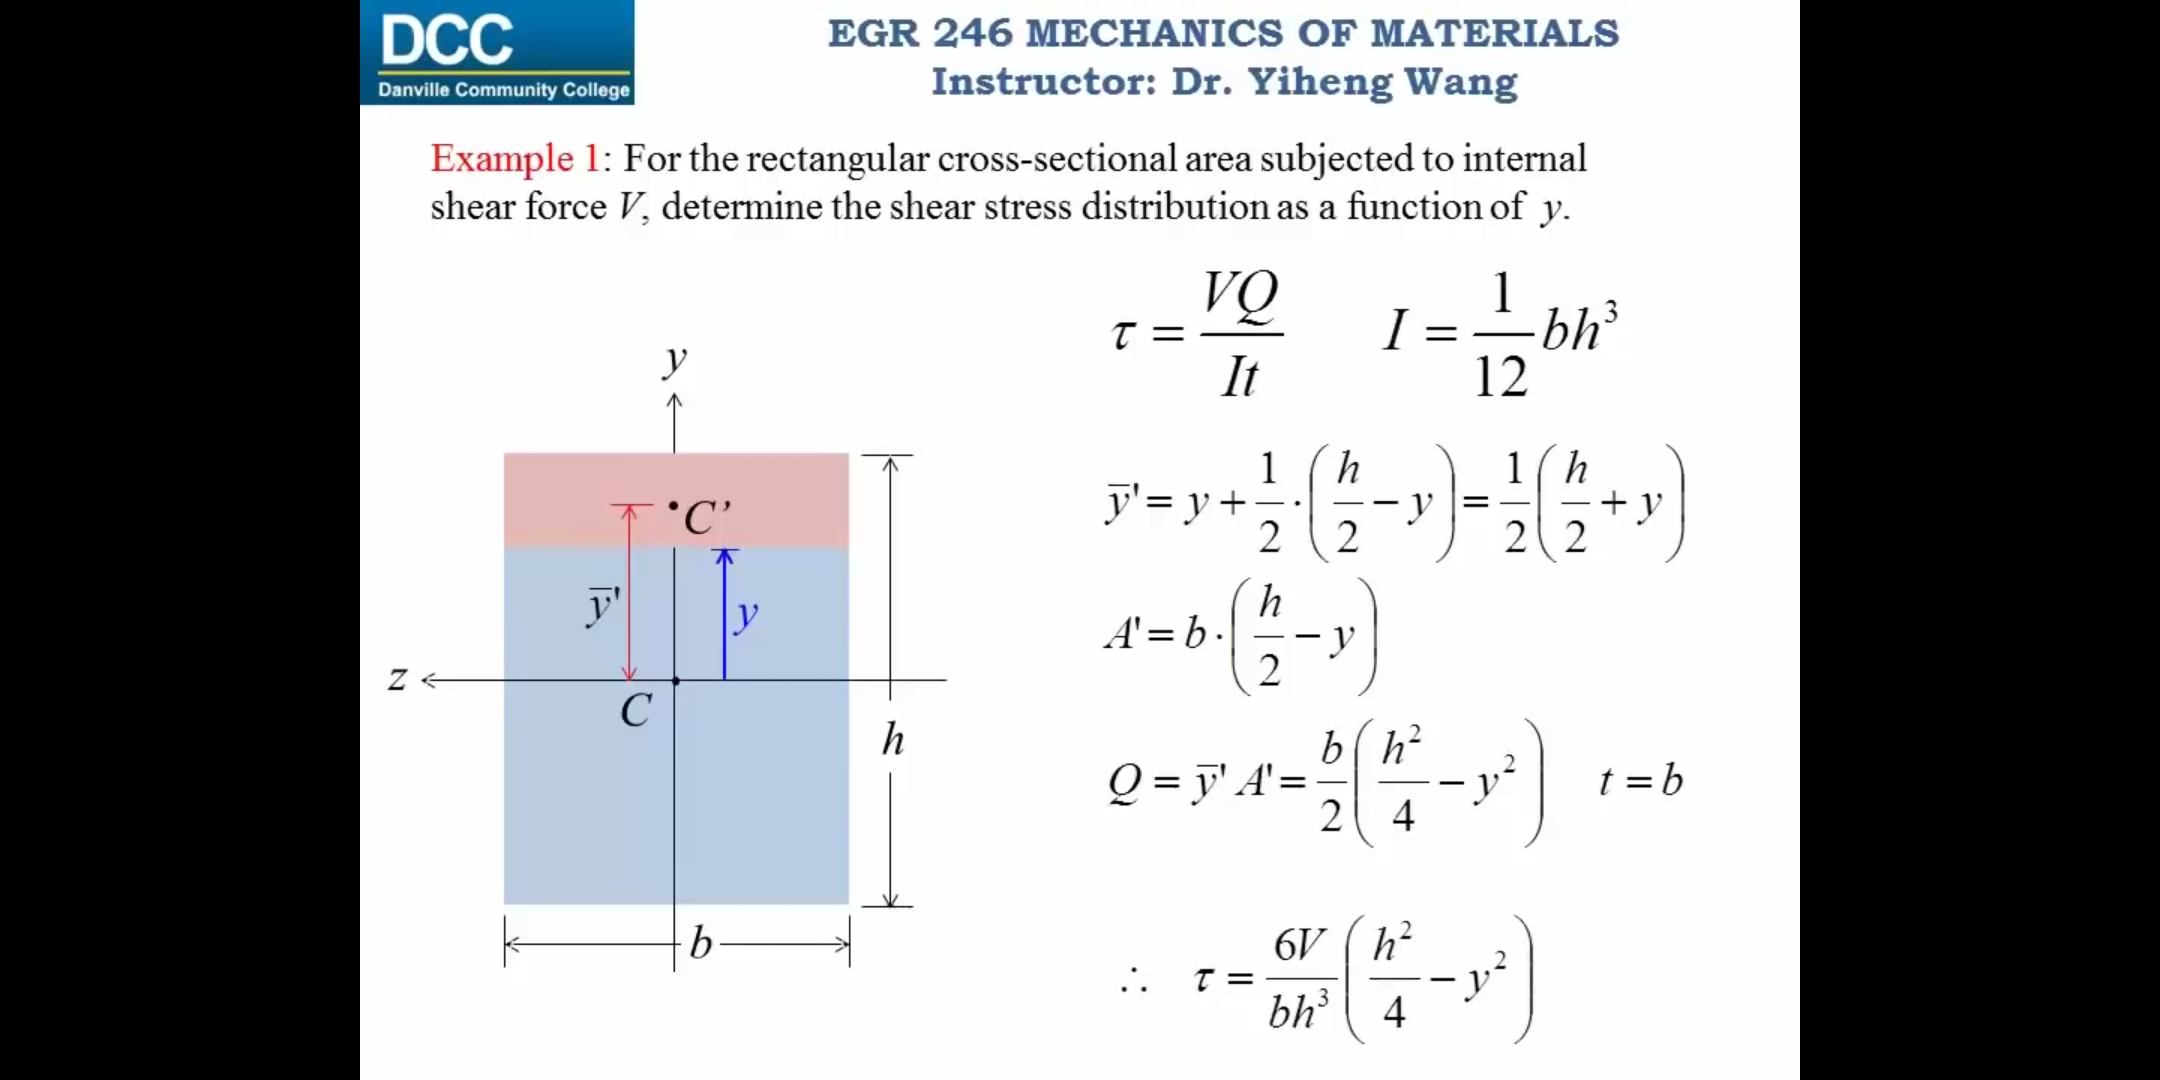 DCC
Danville Community College
EGR 246 MECHANICS OF MATERIALS
Instructor: Dr. Yiheng Wang
Example 1: For the rectangular cross-sectional area subjected to internal
shear force V, determine the shear stress distribution as a function of y.
τ = VQ/It    I = 1/12 bh³
y̅' = y + 1/2 · (h/2 − y) = 1/2 (h/2 + y)
A' = b · (h/2 − y)
Q = y̅' A' = b/2 (h²/4 − y²)    t = b
∴ τ = 6V/bh³ (h²/4 − y²)
y
C’
y̅'
y
z
C
h
b